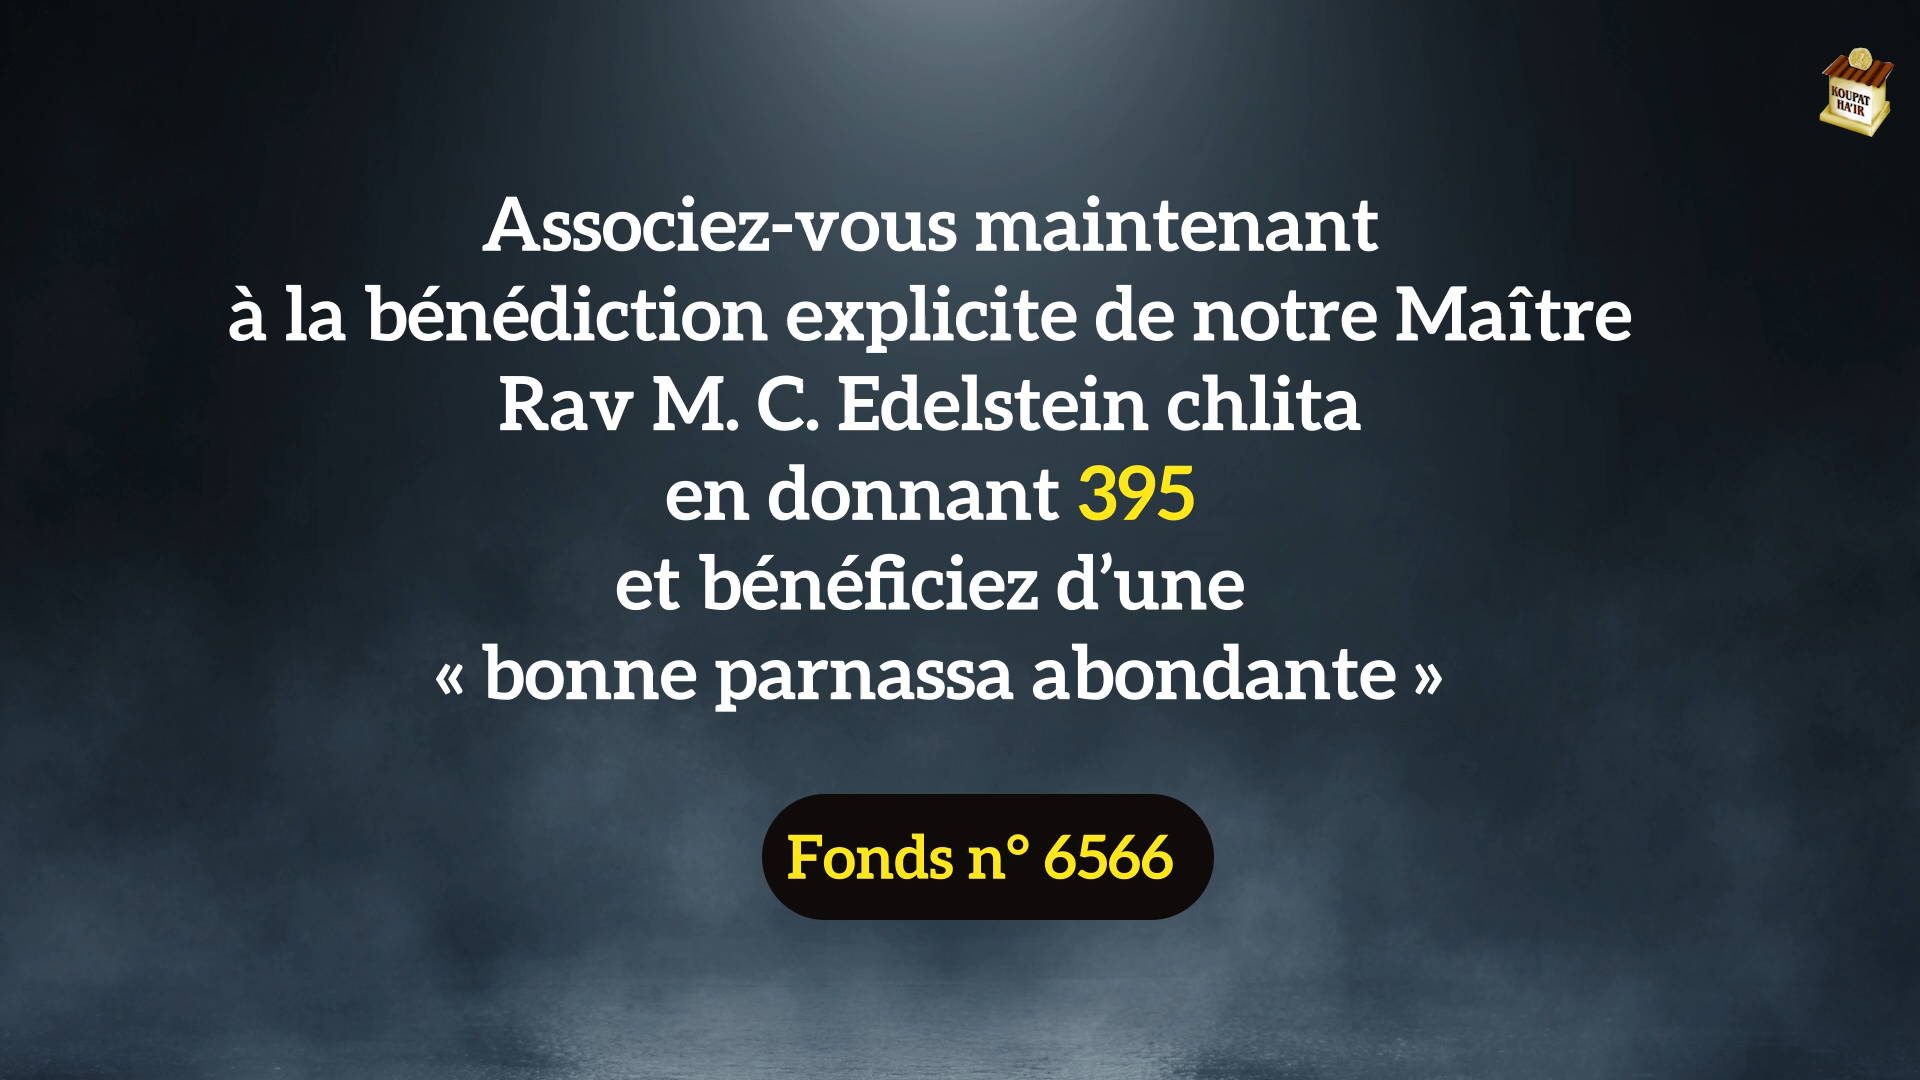 KOUPAT
HA'IR
Associez-vous maintenant
à la bénédiction explicite de notre Maître
Rav M. C. Edelstein chlita
en donnant 395
et bénéficiez d’une
« bonne parnassa abondante »
Fonds n° 6566